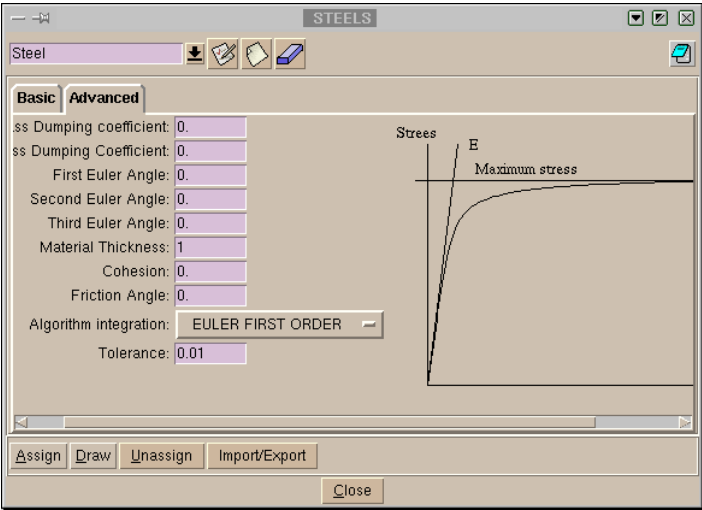 STEELS
Steel
Basic Advanced
ss Dumping coefficient: 0.
ss Dumping Coefficient: 0.
First Euler Angle: 0.
Second Euler Angle: 0.
Third Euler Angle: 0.
Material Thickness: 1
Cohesion: 0.
Friction Angle: 0.
Algorithm integration: EULER FIRST ORDER
Tolerance: 0.01
Strees
E
Maximum stress
Assign Draw Unassign Import/Export
Close